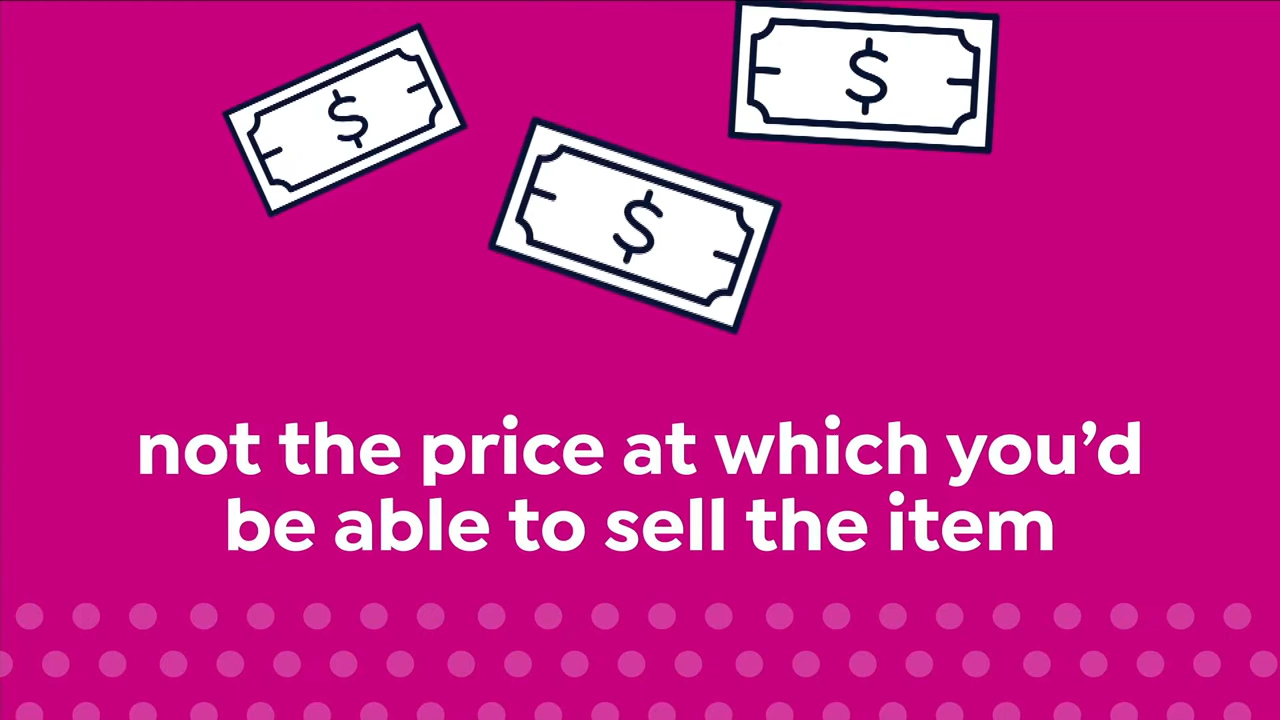 $
$
$
not the price at which you’d
be able to sell the item